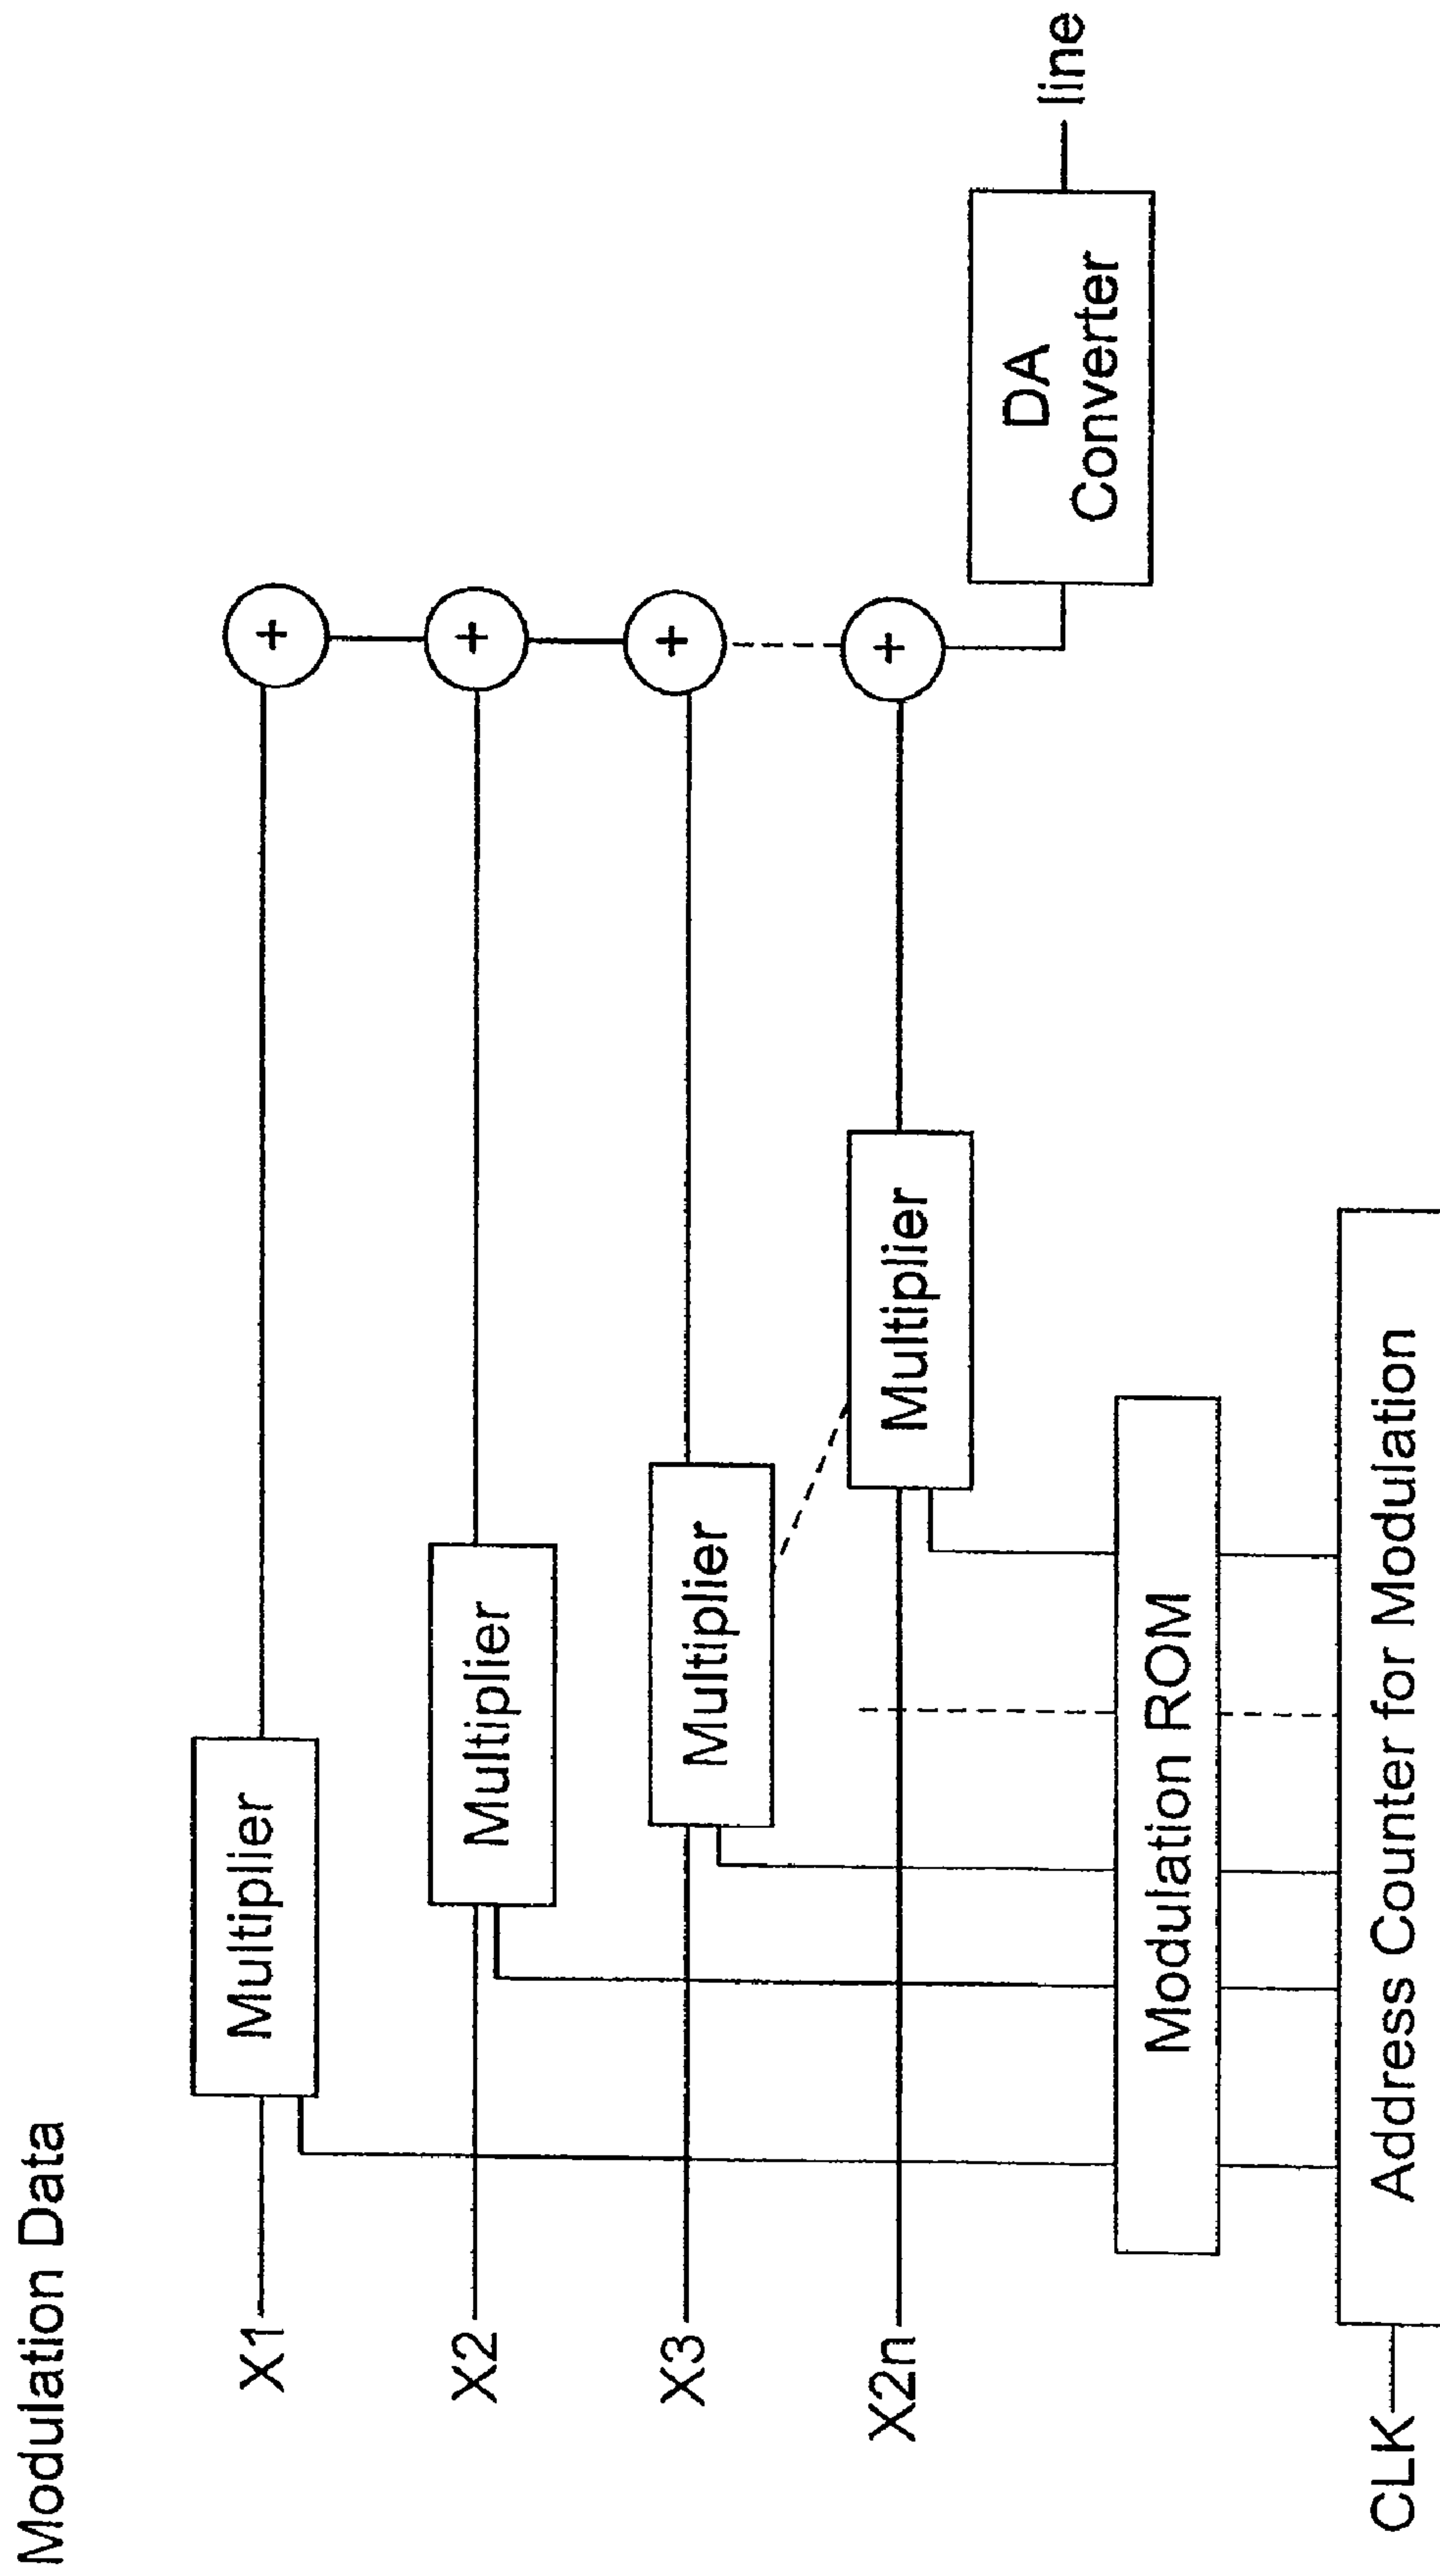 Modulation Data
X1
Multiplier
+
X2
Multiplier
+
X3
Multiplier
+
X2n
Multiplier
+
DA
Converter
line
Modulation ROM
CLK
Address Counter for Modulation